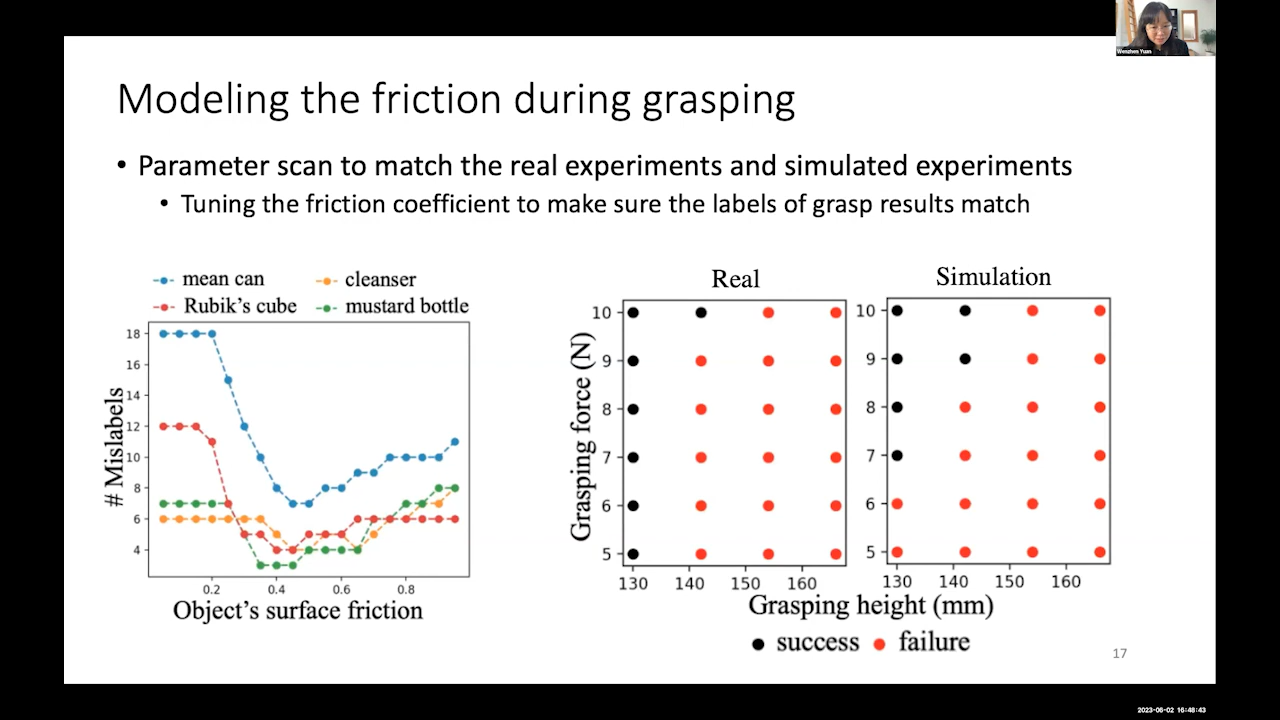 Wenzhen Yuan
Modeling the friction during grasping
• Parameter scan to match the real experiments and simulated experiments
• Tuning the friction coefficient to make sure the labels of grasp results match
mean can
cleanser
Rubik's cube
mustard bottle
18
16
14
12
10
8
6
4
# Mislabels
0.2
0.4
0.6
0.8
Object's surface friction
Real
10
9
8
7
6
5
Grasping force (N)
130
140
150
160
Simulation
10
9
8
7
6
5
130
140
150
160
Grasping height (mm)
success
failure
17
2023-06-02 16:48:43